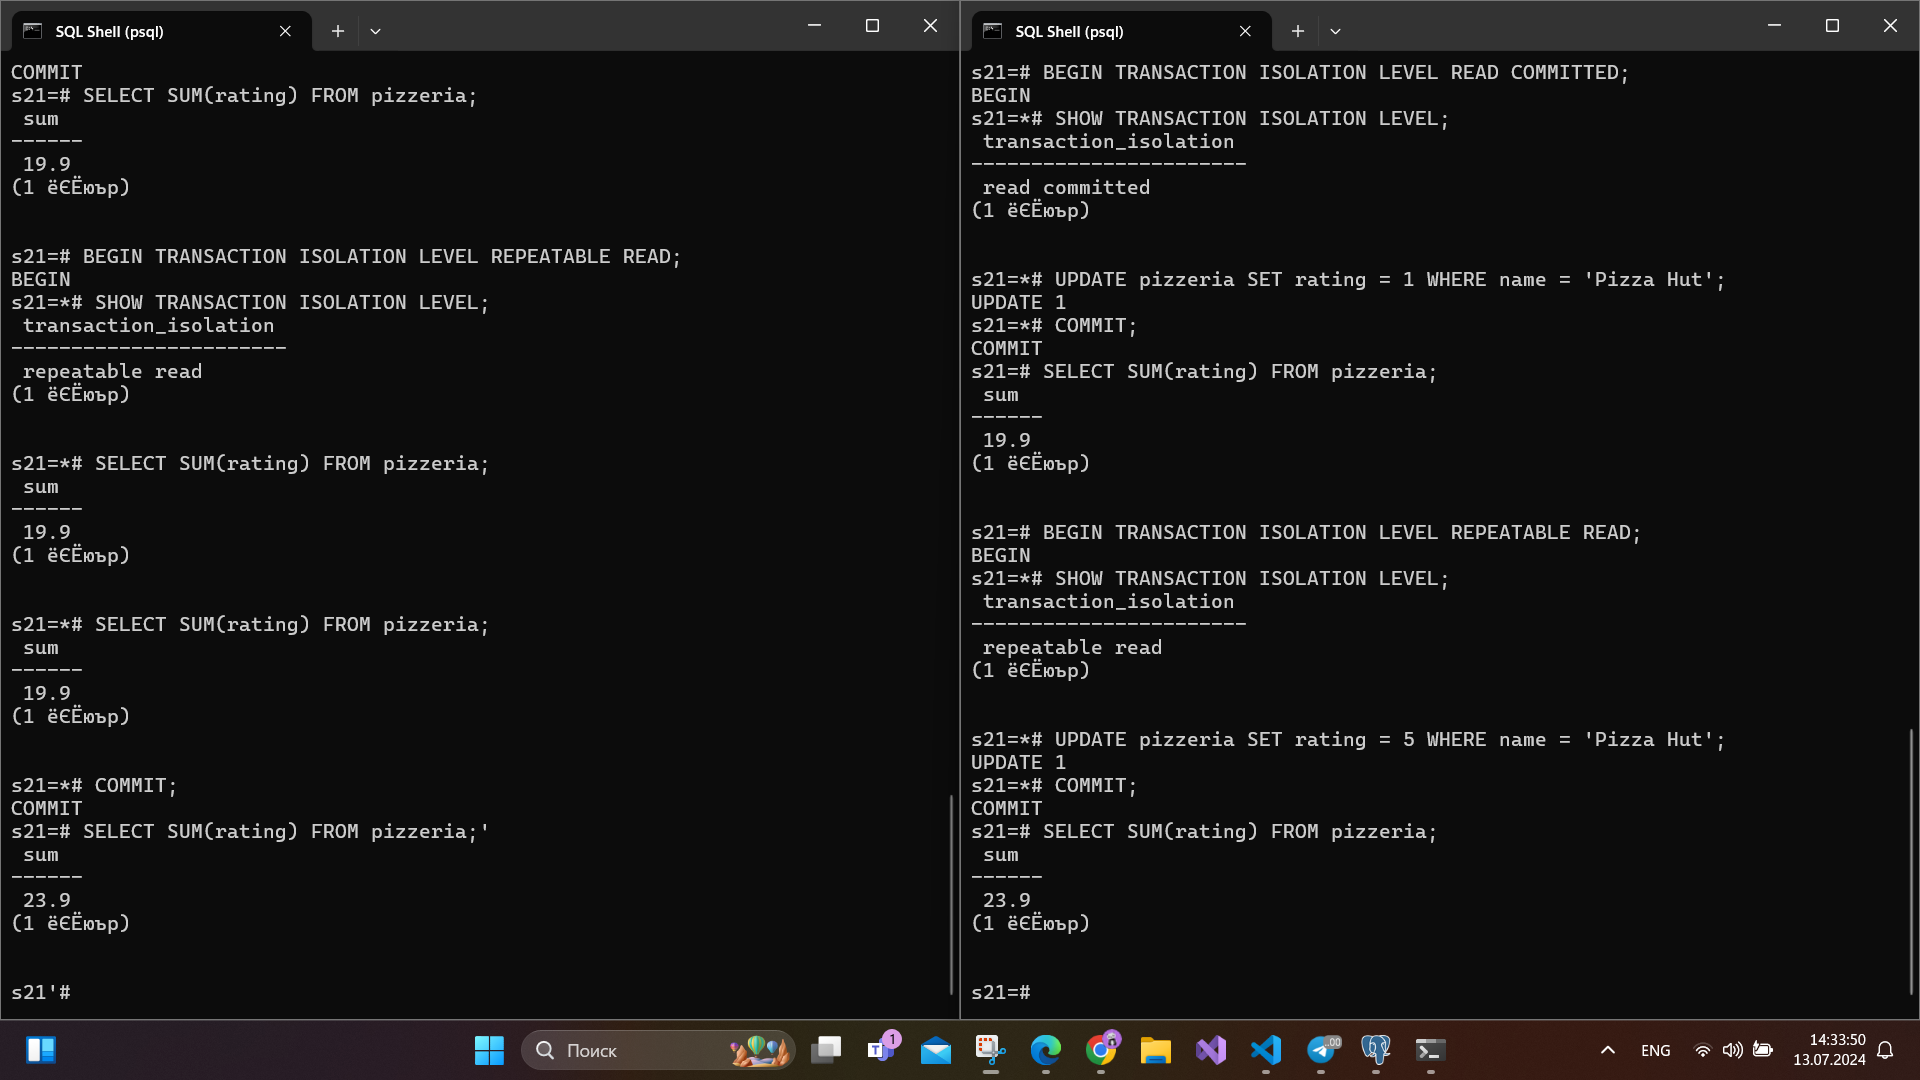 SQL Shell (psql)
COMMIT
s21=# SELECT SUM(rating) FROM pizzeria;
 sum
------
 19.9
(1 ёЄЁюър)
s21=# BEGIN TRANSACTION ISOLATION LEVEL REPEATABLE READ;
BEGIN
s21=*# SHOW TRANSACTION ISOLATION LEVEL;
 transaction_isolation
-----------------------
 repeatable read
(1 ёЄЁюър)
s21=*# SELECT SUM(rating) FROM pizzeria;
 sum
------
 19.9
(1 ёЄЁюър)
s21=*# SELECT SUM(rating) FROM pizzeria;
 sum
------
 19.9
(1 ёЄЁюър)
s21=*# COMMIT;
COMMIT
s21=# SELECT SUM(rating) FROM pizzeria;'
 sum
------
 23.9
(1 ёЄЁюър)
s21'#
SQL Shell (psql)
s21=# BEGIN TRANSACTION ISOLATION LEVEL READ COMMITTED;
BEGIN
s21=*# SHOW TRANSACTION ISOLATION LEVEL;
 transaction_isolation
-----------------------
 read committed
(1 ёЄЁюър)
s21=*# UPDATE pizzeria SET rating = 1 WHERE name = 'Pizza Hut';
UPDATE 1
s21=*# COMMIT;
COMMIT
s21=# SELECT SUM(rating) FROM pizzeria;
 sum
------
 19.9
(1 ёЄЁюър)
s21=# BEGIN TRANSACTION ISOLATION LEVEL REPEATABLE READ;
BEGIN
s21=*# SHOW TRANSACTION ISOLATION LEVEL;
 transaction_isolation
-----------------------
 repeatable read
(1 ёЄЁюър)
s21=*# UPDATE pizzeria SET rating = 5 WHERE name = 'Pizza Hut';
UPDATE 1
s21=*# COMMIT;
COMMIT
s21=# SELECT SUM(rating) FROM pizzeria;
 sum
------
 23.9
(1 ёЄЁюър)
s21=#
Поиск
1
.00
ENG
14:33:50
13.07.2024